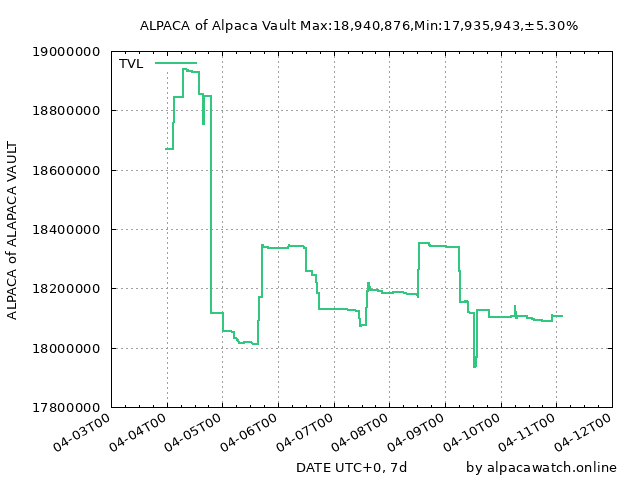 ALPACA of Alpaca Vault Max:18,940,876,Min:17,935,943,±5.30%
19000000
TVL
18800000
18600000
18400000
18200000
18000000
17800000
ALPACA of ALAPACA VAULT
04-03T00
04-04T00
04-05T00
04-06T00
04-07T00
04-08T00
04-09T00
04-10T00
04-11T00
04-12T00
DATE UTC+0, 7d
by alpacawatch.online